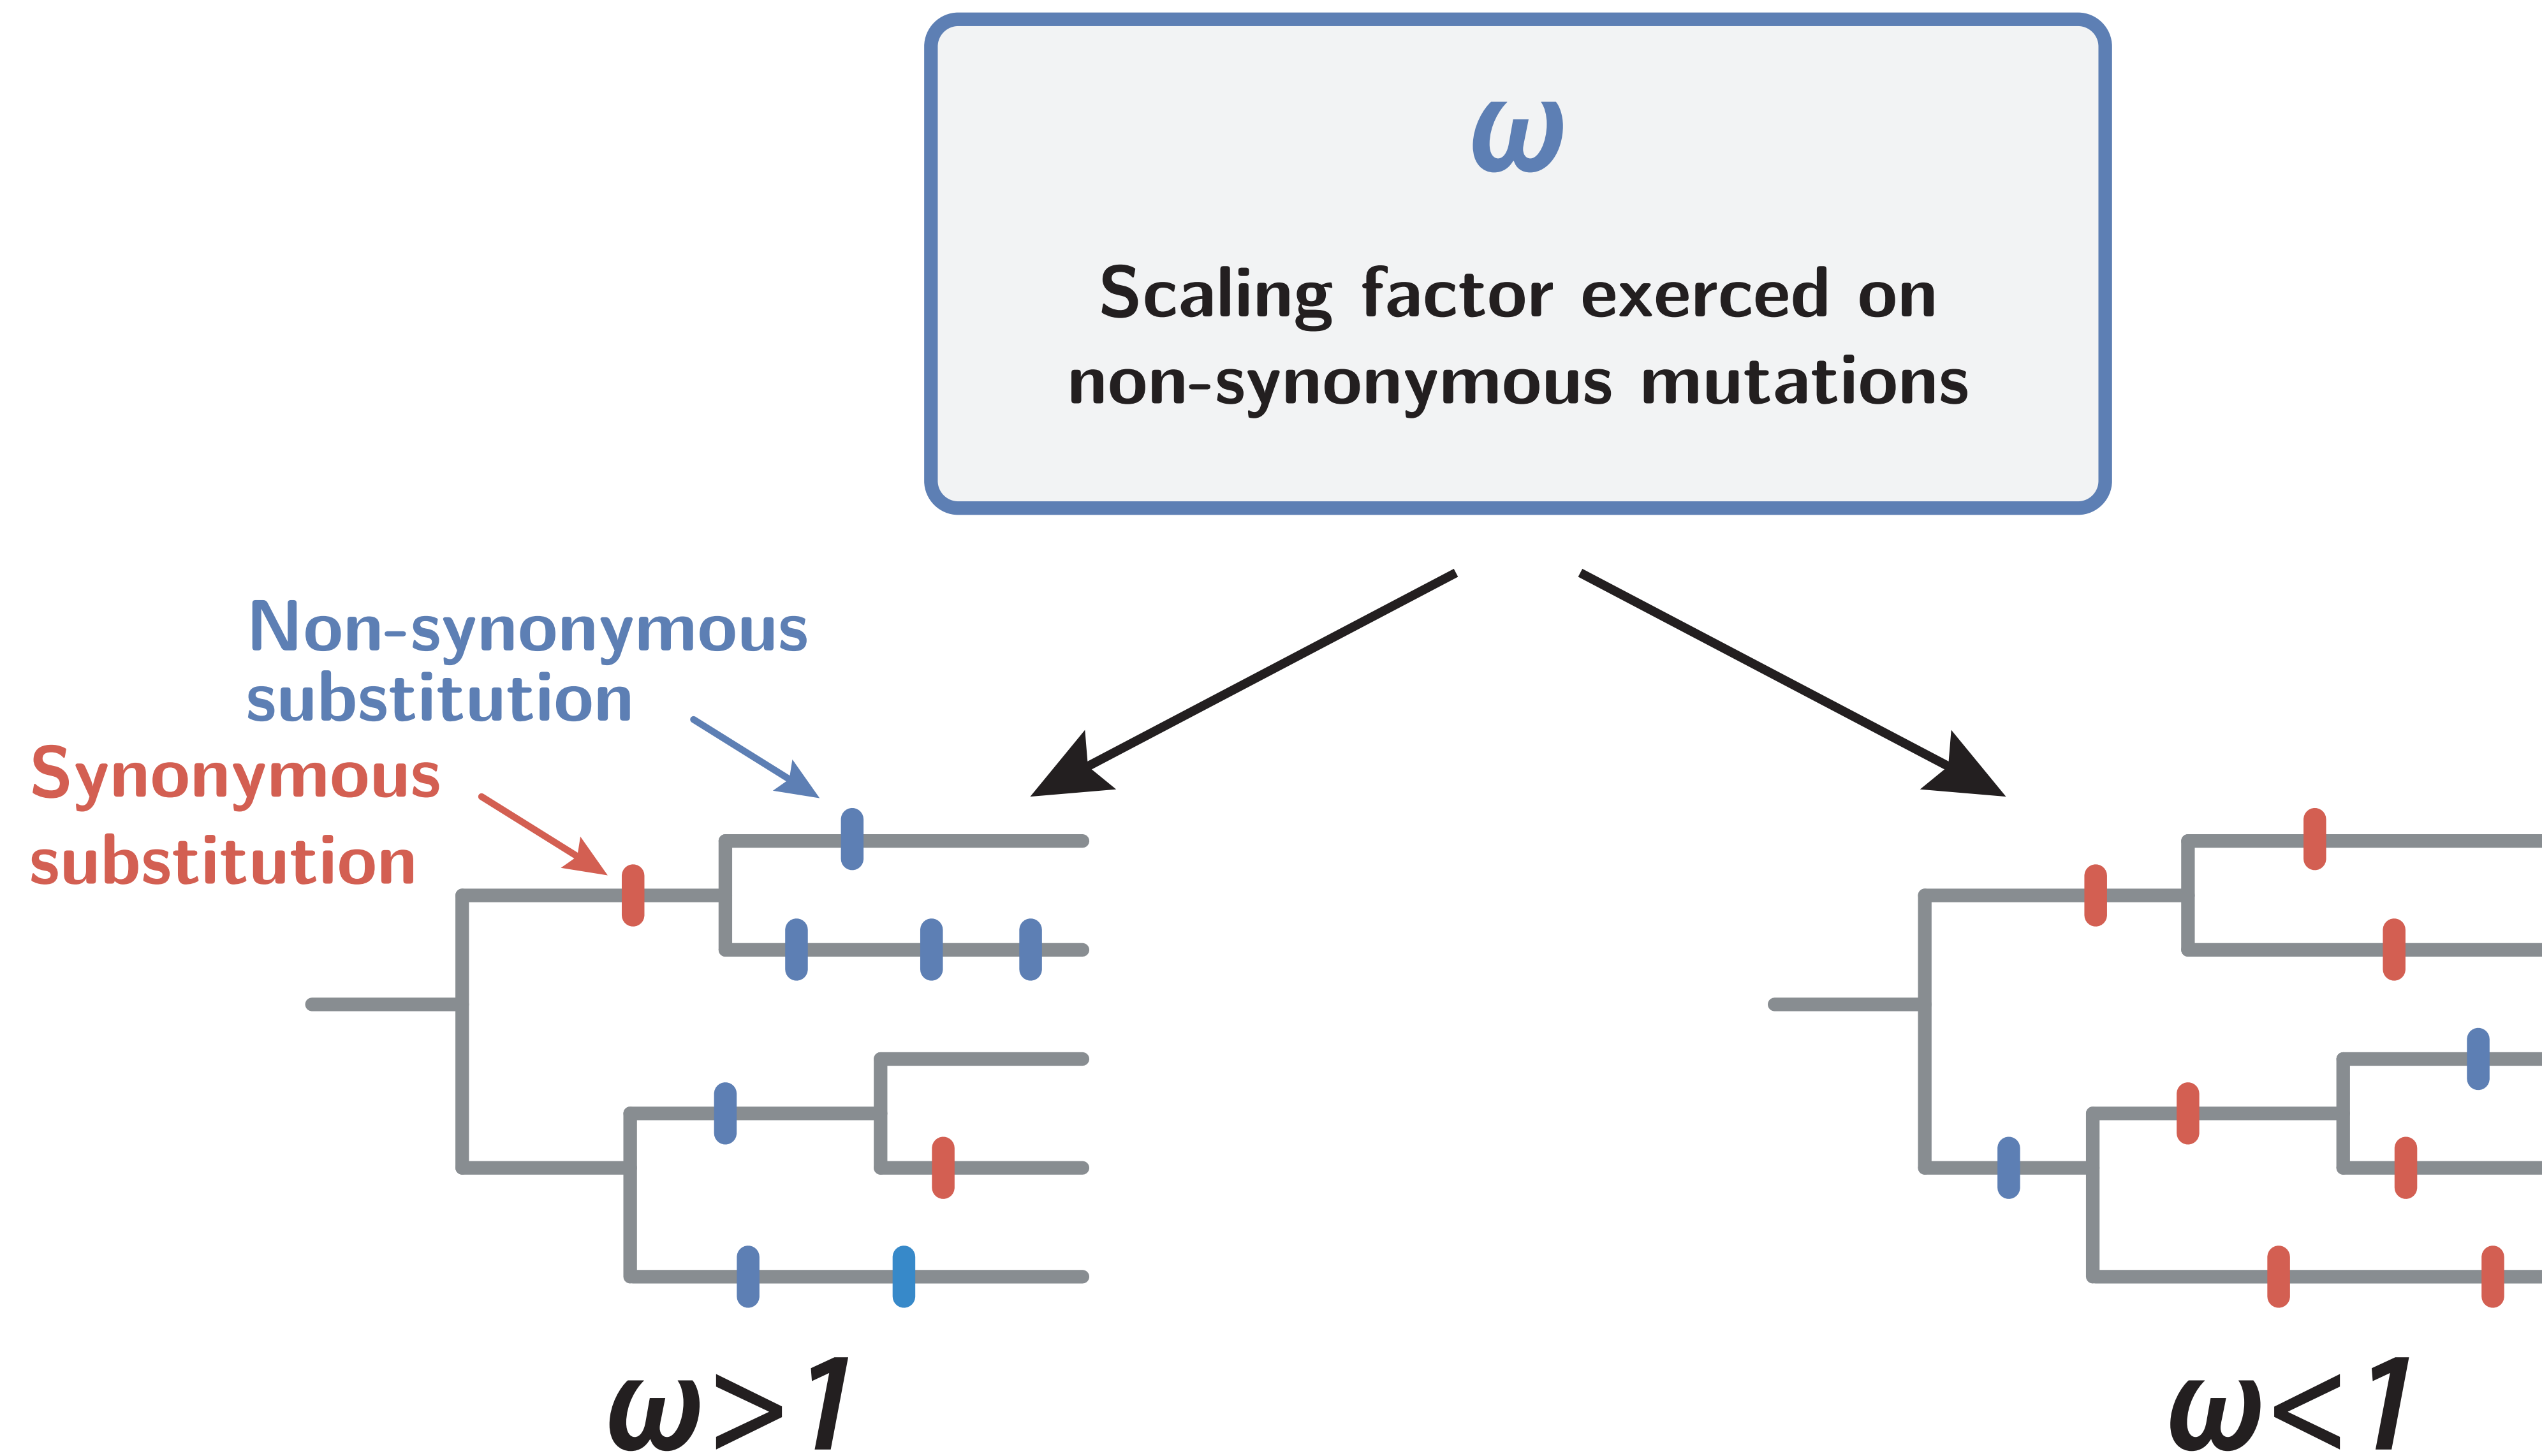 ω
Scaling factor exerced on
non-synonymous mutations
Non-synonymous
substitution
Synonymous
substitution
ω>1
ω<1